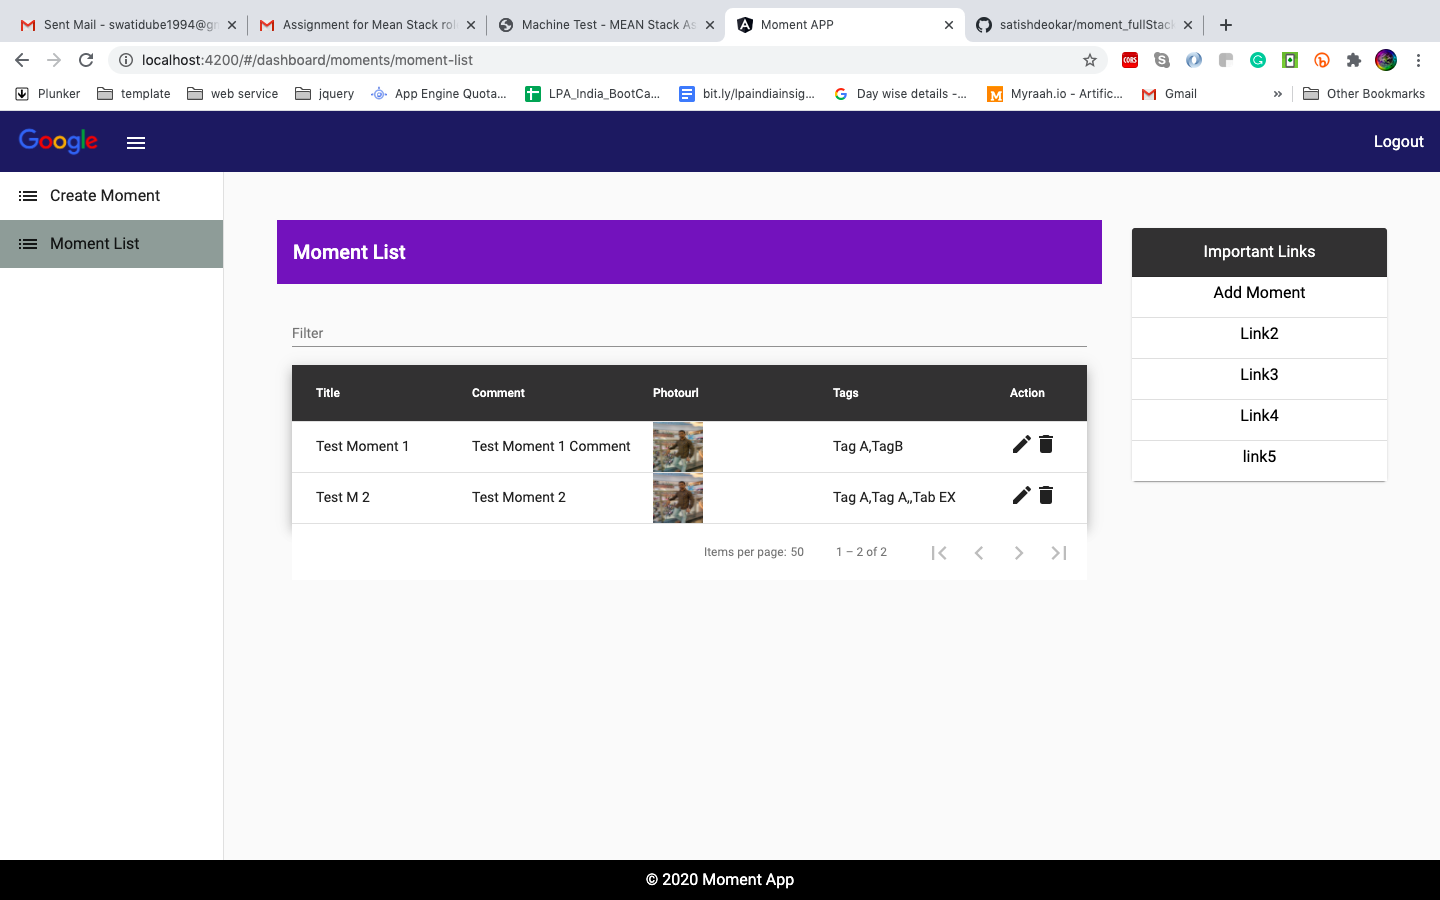 Sent Mail - swatidube1994@g
Assignment for Mean Stack rol
Machine Test - MEAN Stack As
Moment APP
satishdeokar/moment_fullStack
localhost:4200/#/dashboard/moments/moment-list
CORS
Plunker
template
web service
jquery
App Engine Quota...
LPA_India_BootCa...
bit.ly/lpaindiainsig...
Day wise details -...
Myraah.io - Artific...
Gmail
»
Other Bookmarks
Google
Logout
Create Moment
Moment List
Moment List
Filter
Title Comment Photourl Tags Action
Test Moment 1 Test Moment 1 Comment Tag A,TagB
Test M 2 Test Moment 2 Tag A,Tag A,,Tab EX
Items per page: 50 1 – 2 of 2
Important Links
Add Moment
Link2
Link3
Link4
link5
© 2020 Moment App